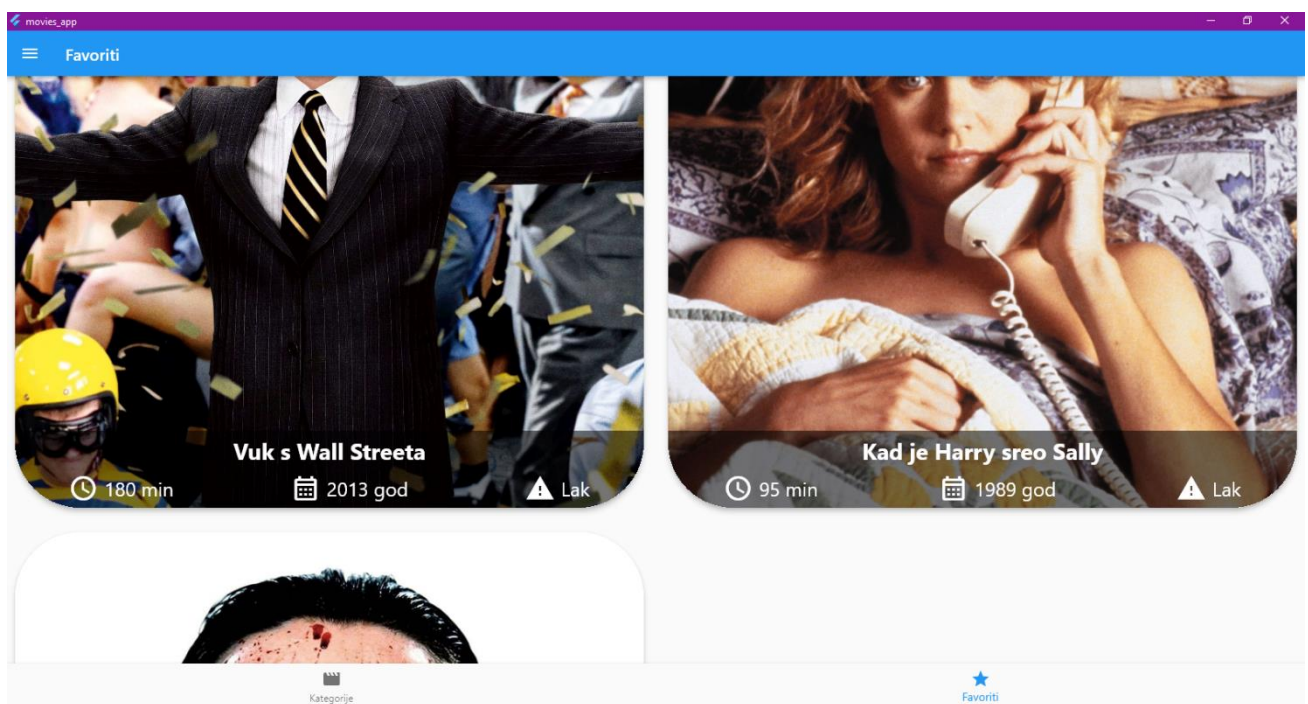 movies_app
Favoriti
Vuk s Wall Streeta
180 min 2013 god Lak
Kad je Harry sreo Sally
95 min 1989 god Lak
Kategorije
Favoriti